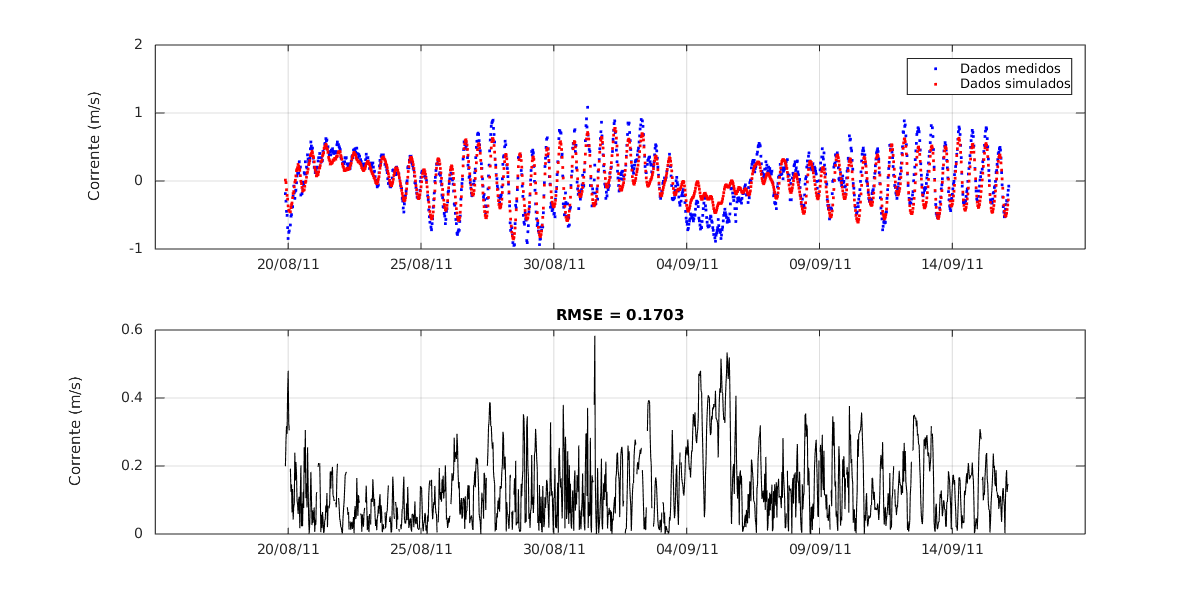 2
1
0
-1
Corrente (m/s)
Dados medidos
Dados simulados
20/08/11 25/08/11 30/08/11 04/09/11 09/09/11 14/09/11
RMSE = 0.1703
0.6
0.4
0.2
0
Corrente (m/s)
20/08/11 25/08/11 30/08/11 04/09/11 09/09/11 14/09/11